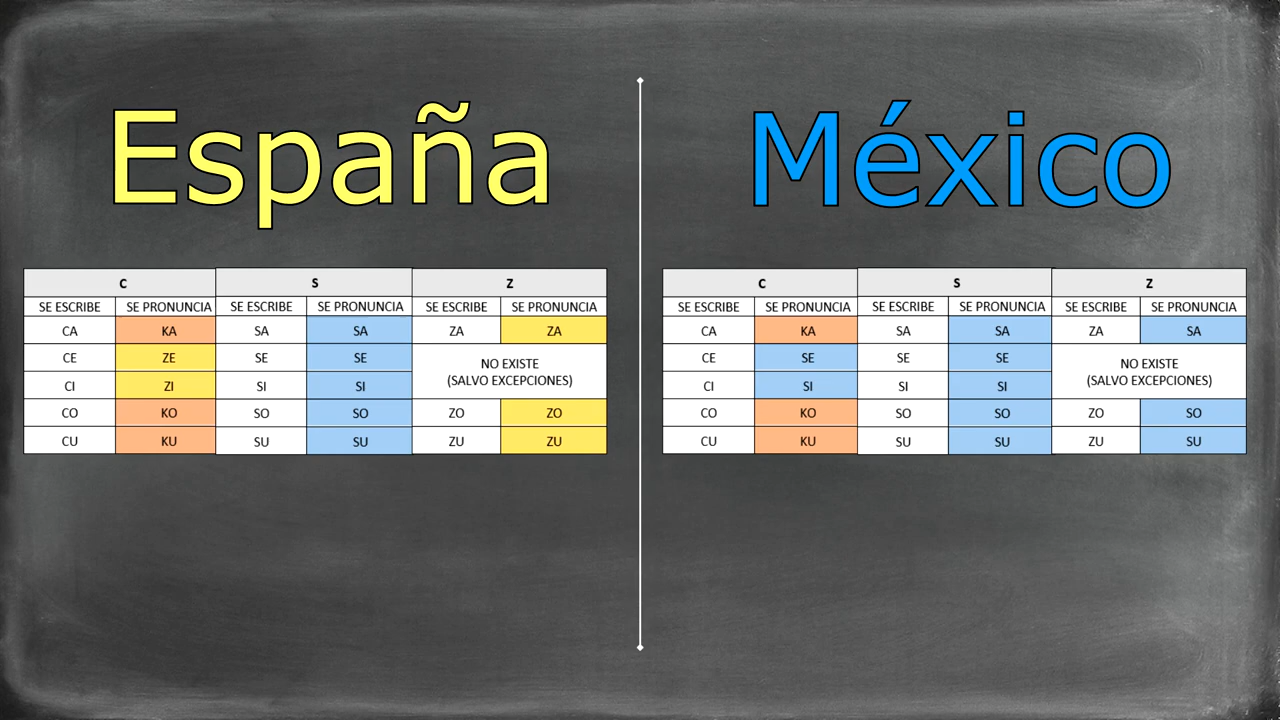 España
C S Z
SE ESCRIBE SE PRONUNCIA SE ESCRIBE SE PRONUNCIA SE ESCRIBE SE PRONUNCIA
CA KA SA SA ZA ZA
CE ZE SE SE NO EXISTE
CI ZI SI SI (SALVO EXCEPCIONES)
CO KO SO SO ZO ZO
CU KU SU SU ZU ZU
México
C S Z
SE ESCRIBE SE PRONUNCIA SE ESCRIBE SE PRONUNCIA SE ESCRIBE SE PRONUNCIA
CA KA SA SA ZA SA
CE SE SE SE NO EXISTE
CI SI SI SI (SALVO EXCEPCIONES)
CO KO SO SO ZO SO
CU KU SU SU ZU SU